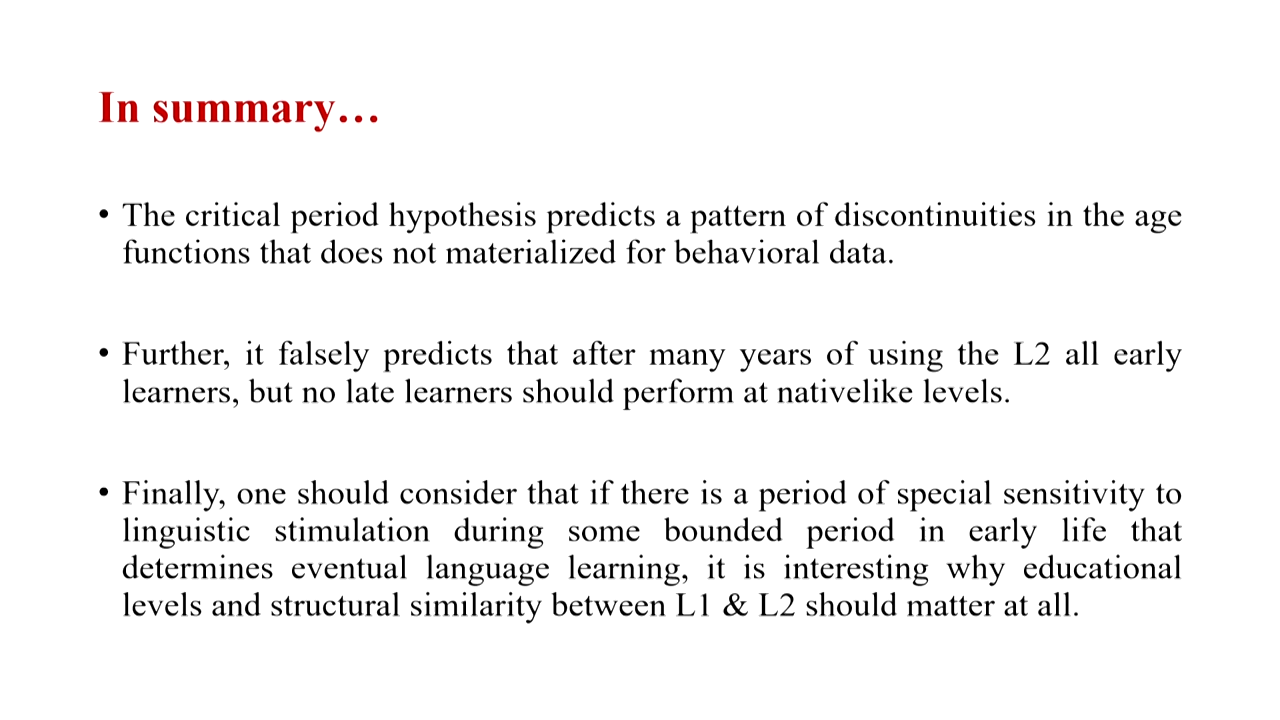 In summary…
• The critical period hypothesis predicts a pattern of discontinuities in the age
functions that does not materialized for behavioral data.
• Further, it falsely predicts that after many years of using the L2 all early
learners, but no late learners should perform at nativelike levels.
• Finally, one should consider that if there is a period of special sensitivity to
linguistic stimulation during some bounded period in early life that
determines eventual language learning, it is interesting why educational
levels and structural similarity between L1 & L2 should matter at all.